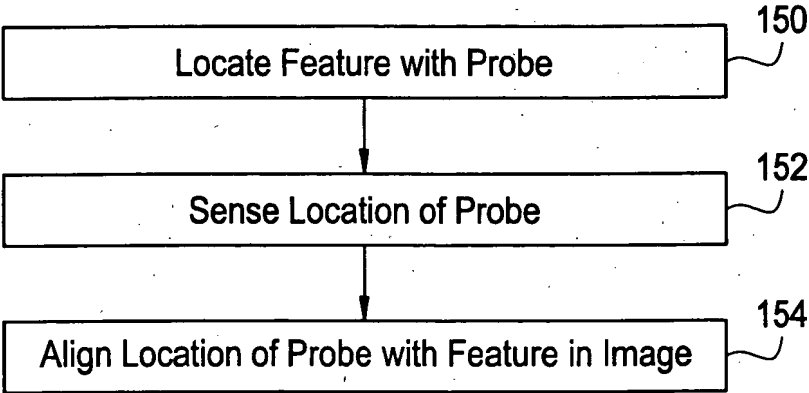 150
Locate Feature with Probe
152
Sense Location of Probe
154
Align Location of Probe with Feature in Image